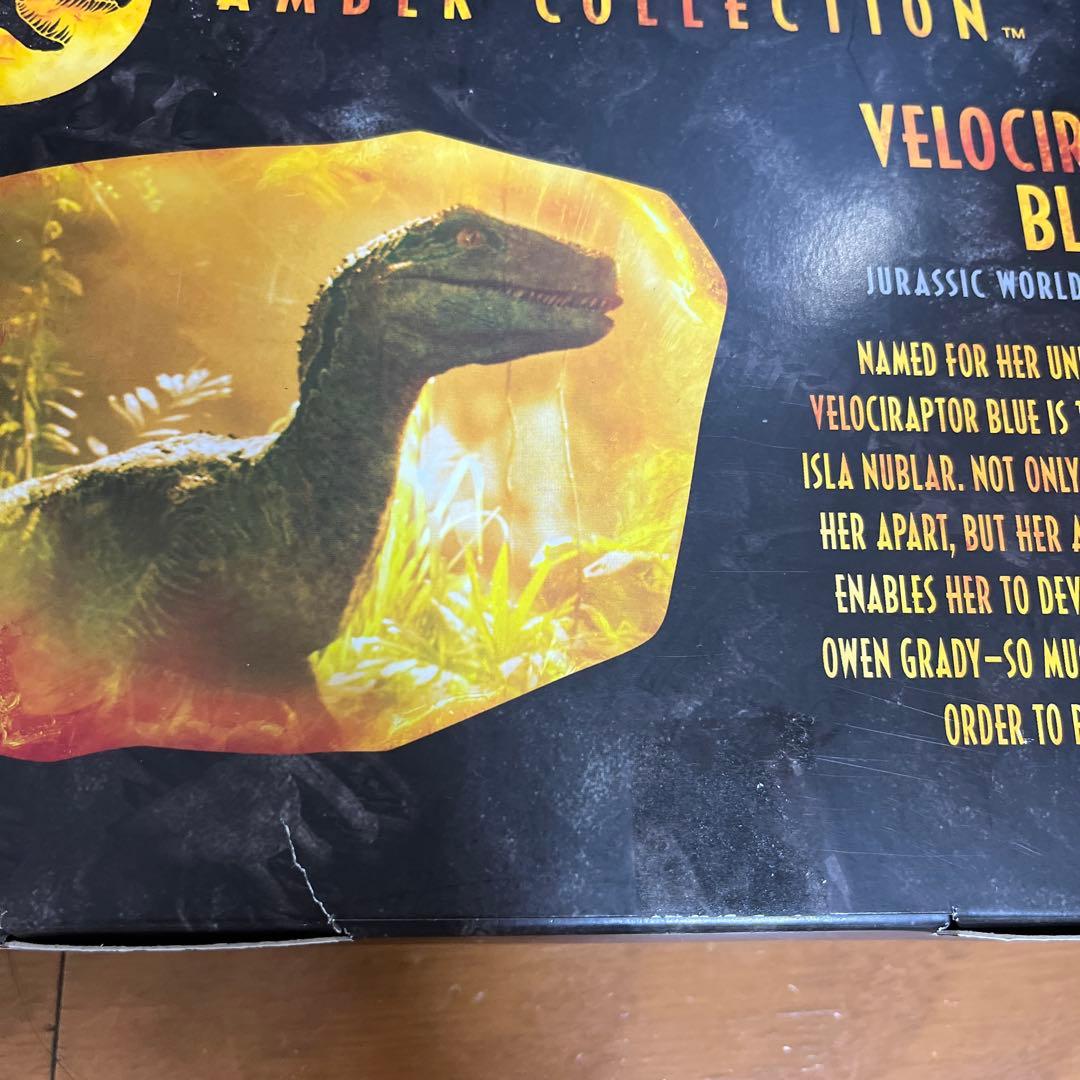 AMBER COLLECTION™
VELOCIR
BL
JURASSIC WORLD
NAMED FOR HER UN
VELOCIRAPTOR BLUE IS
ISLA NUBLAR. NOT ONLY
HER APART, BUT HER A
ENABLES HER TO DEV
OWEN GRADY–SO MU
ORDER TO